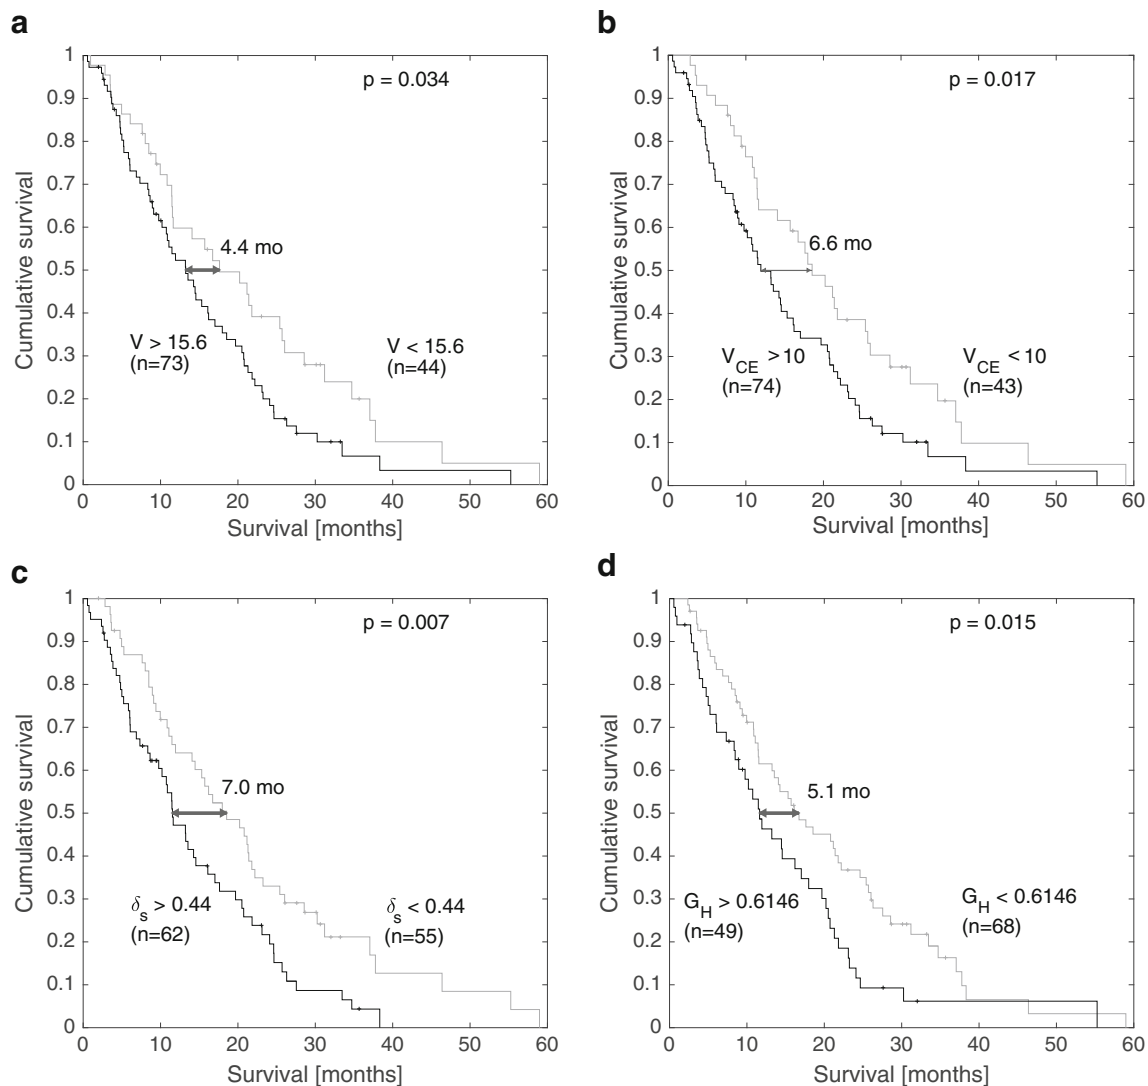 a
p = 0.034
Cumulative survival
1
0.9
0.8
0.7
0.6
0.5
0.4
0.3
0.2
0.1
0
4.4 mo
V > 15.6
(n=73)
V < 15.6
(n=44)
0 10 20 30 40 50 60
Survival [months]
b
p = 0.017
Cumulative survival
1
0.9
0.8
0.7
0.6
0.5
0.4
0.3
0.2
0.1
0
6.6 mo
V_CE > 10
(n=74)
V_CE < 10
(n=43)
0 10 20 30 40 50 60
Survival [months]
c
p = 0.007
Cumulative survival
1
0.9
0.8
0.7
0.6
0.5
0.4
0.3
0.2
0.1
0
7.0 mo
δ_s > 0.44
(n=62)
δ_s < 0.44
(n=55)
0 10 20 30 40 50 60
Survival [months]
d
p = 0.015
Cumulative survival
1
0.9
0.8
0.7
0.6
0.5
0.4
0.3
0.2
0.1
0
5.1 mo
G_H > 0.6146
(n=49)
G_H < 0.6146
(n=68)
0 10 20 30 40 50 60
Survival [months]